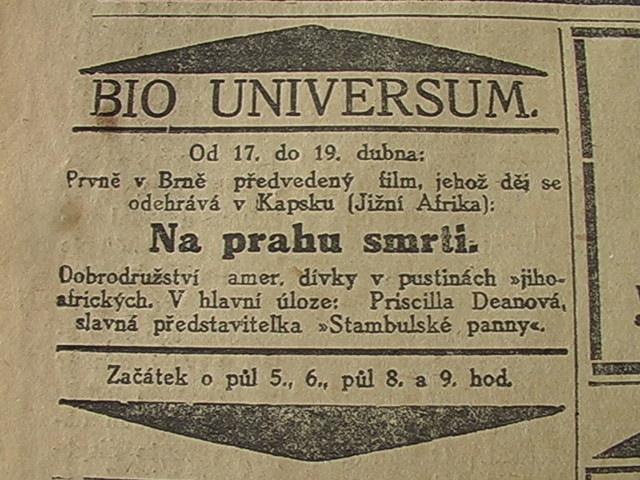 BIO UNIVERSUM.
Od 17. do 19. dubna:
Prvně v Brně předvedený film, jehož děj se
odehrává v Kapsku (Jižní Afrika):
Na prahu smrti.
Dobrodružství amer. dívky v pustinách »jiho-
afrických. V hlavní úloze: Priscilla Deanová,
slavná představitelka »Stambulské panny«.
Začátek o půl 5., 6., půl 8. a 9. hod.